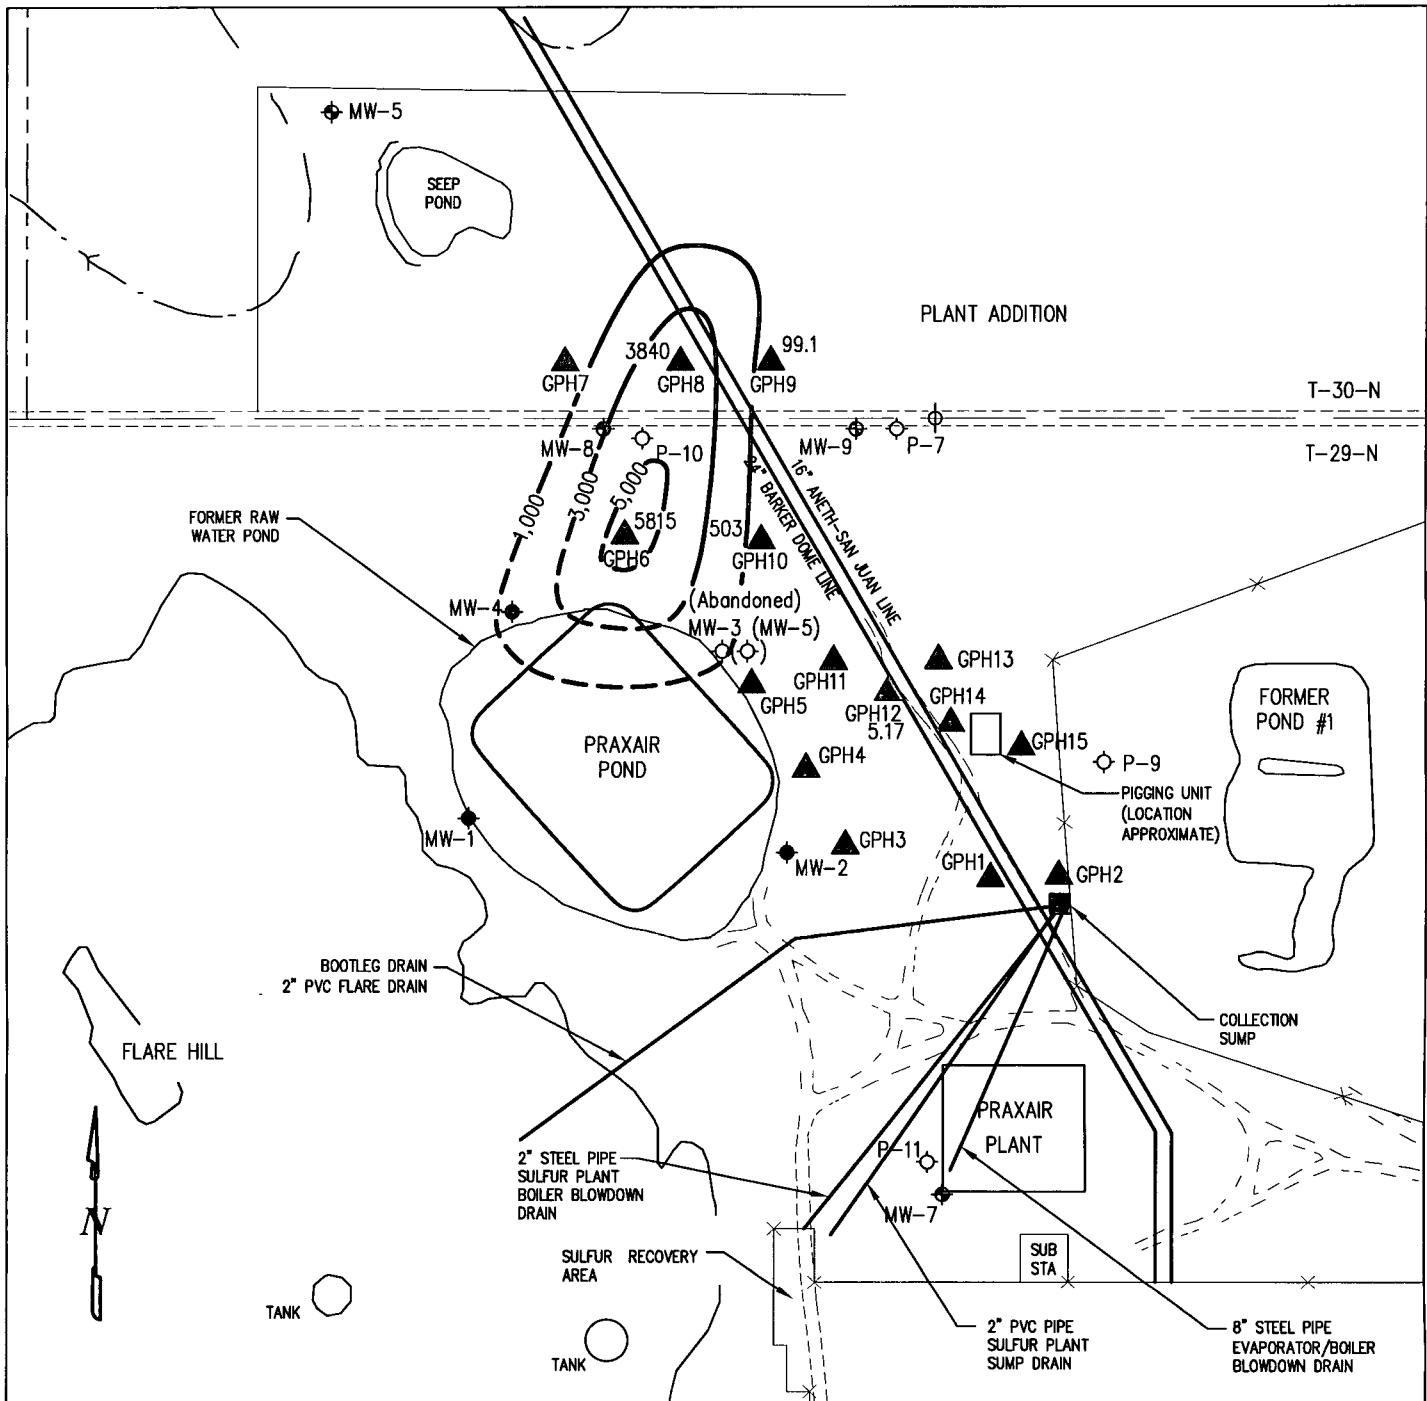 MW-5
SEEP
POND
PLANT ADDITION
3840
99.1
GPH7
GPH8
GPH9
T-30-N
MW-8
P-10
MW-9
P-7
T-29-N
1,000
3,000
5,000
24" BARKER DOME LINE
16" ANETH-SAN JUAN LINE
FORMER RAW
WATER POND
5815
503
GPH6
GPH10
MW-4
(Abandoned)
MW-3 (MW-5)
( )
GPH11
GPH13
GPH5
GPH12
5.17
GPH14
FORMER
POND #1
PRAXAIR
POND
GPH4
GPH15
P-9
PIGGING UNIT
(LOCATION
APPROXIMATE)
MW-1
GPH3
MW-2
GPH1
GPH2
BOOTLEG DRAIN
2" PVC FLARE DRAIN
COLLECTION
SUMP
FLARE HILL
PRAXAIR
PLANT
P-11
2" STEEL PIPE
SULFUR PLANT
BOILER BLOWDOWN
DRAIN
MW-7
N
SULFUR RECOVERY
AREA
SUB
STA
TANK
TANK
2" PVC PIPE
SULFUR PLANT
SUMP DRAIN
8" STEEL PIPE
EVAPORATOR/BOILER
BLOWDOWN DRAIN